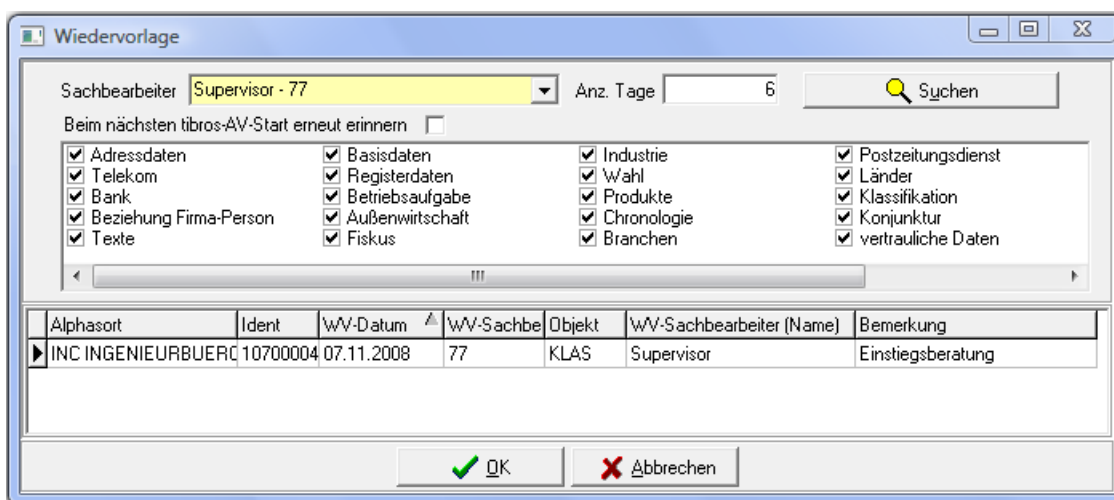 Wiedervorlage
Sachbearbeiter Supervisor - 77 Anz. Tage 6 Suchen
Beim nächsten tibros-AV-Start erneut erinnern
Adressdaten Basisdaten Industrie Postzeitungsdienst
Telekom Registerdaten Wahl Länder
Bank Betriebsaufgabe Produkte Klassifikation
Beziehung Firma-Person Außenwirtschaft Chronologie Konjunktur
Texte Fiskus Branchen vertrauliche Daten
Alphasort Ident WV-Datum WV-Sachbe Objekt WV-Sachbearbeiter (Name) Bemerkung
INC INGENIEURBUERO 10700004 07.11.2008 77 KLAS Supervisor Einstiegsberatung
OK Abbrechen